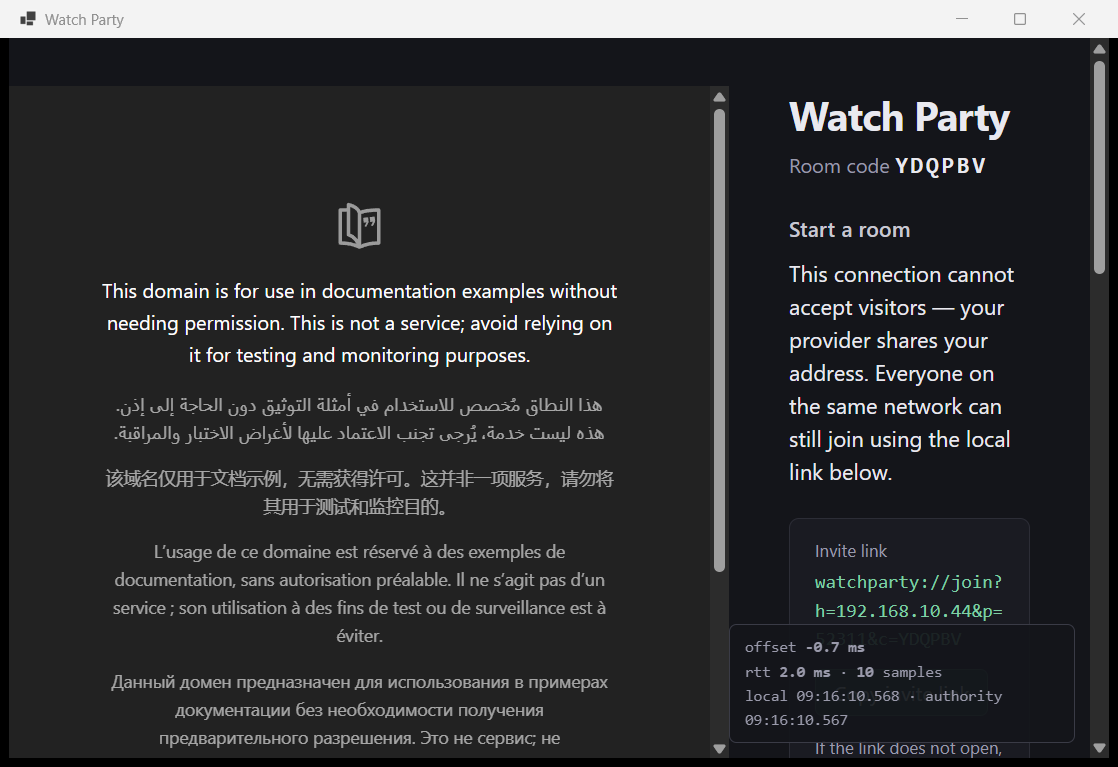 Watch Party
This domain is for use in documentation examples without
needing permission. This is not a service; avoid relying on
it for testing and monitoring purposes.
هذا النطاق مُخصص للاستخدام في أمثلة التوثيق دون الحاجة إلى إذن.
هذه ليست خدمة، يُرجى تجنب الاعتماد عليها لأغراض الاختبار والمراقبة.
该域名仅用于文档示例，无需获得许可。这并非一项服务，请勿将
其用于测试和监控目的。
L’usage de ce domaine est réservé à des exemples de
documentation, sans autorisation préalable. Il ne s’agit pas d’un
service ; son utilisation à des fins de test ou de surveillance est à
éviter.
Данный домен предназначен для использования в примерах
документации без необходимости получения
предварительного разрешения. Это не сервис; не
Watch Party
Room code YDQPBV
Start a room
This connection cannot
accept visitors — your
provider shares your
address. Everyone on
the same network can
still join using the local
link below.
Invite link
watchparty://join?
h=192.168.10.44&p=
offset -0.7 ms
rtt 2.0 ms · 10 samples
local 09:16:10.568 · authority
09:16:10.567
If the link does not open,